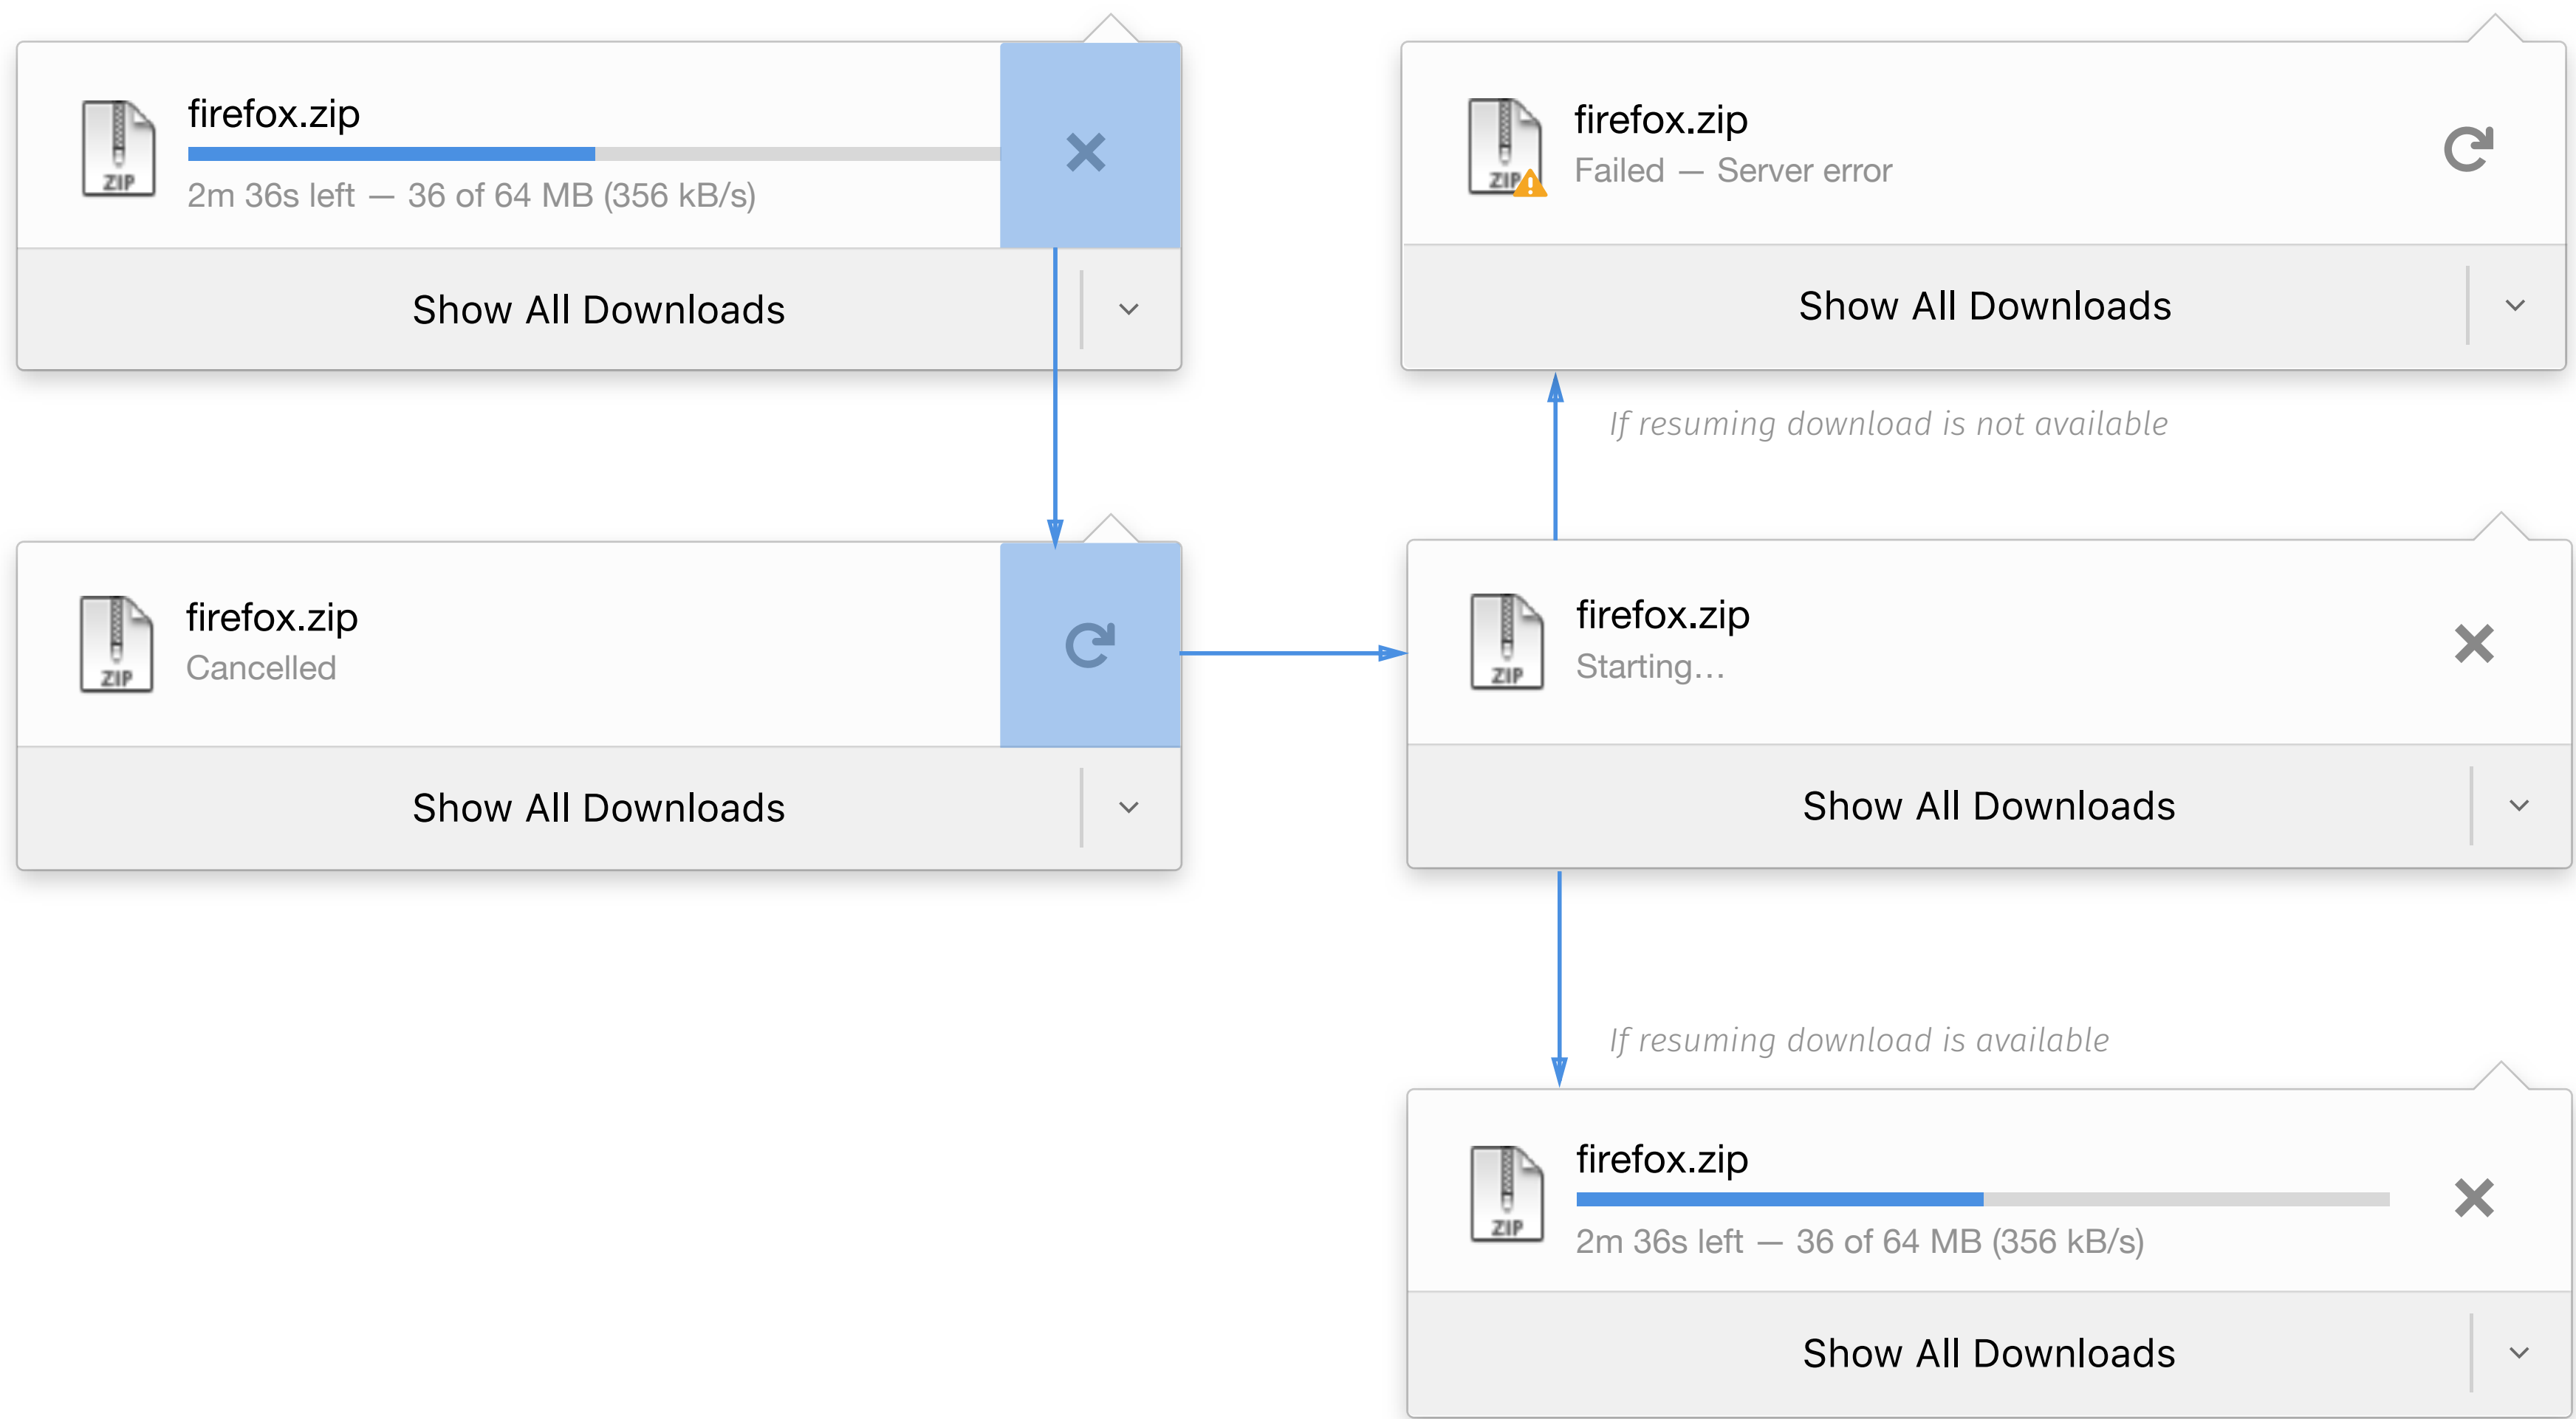 firefox.zip
ZIP
2m 36s left — 36 of 64 MB (356 kB/s)
Show All Downloads
firefox.zip
Failed — Server error
ZIP
Show All Downloads
If resuming download is not available
firefox.zip
Cancelled
ZIP
Show All Downloads
firefox.zip
Starting...
ZIP
Show All Downloads
If resuming download is available
firefox.zip
ZIP
2m 36s left — 36 of 64 MB (356 kB/s)
Show All Downloads